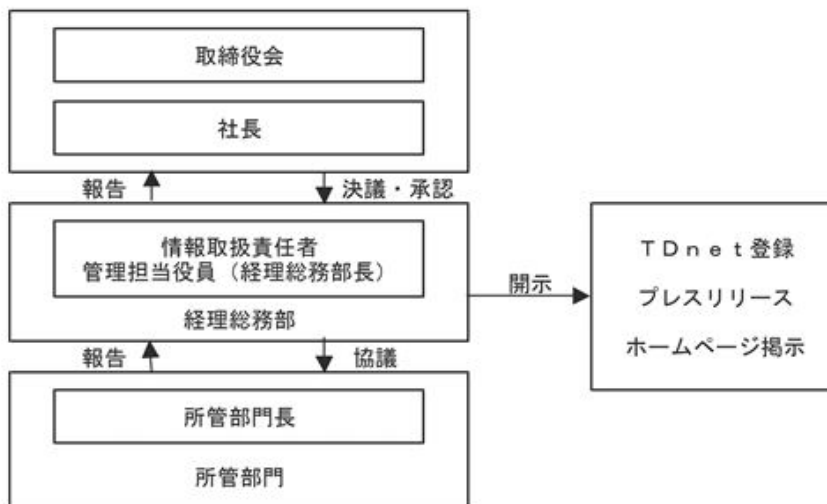 取締役会
社長
報告
決議・承認
情報取扱責任者
管理担当役員（経理総務部長）
経理総務部
開示
ＴＤｎｅｔ登録
プレスリリース
ホームページ掲示
報告
協議
所管部門長
所管部門